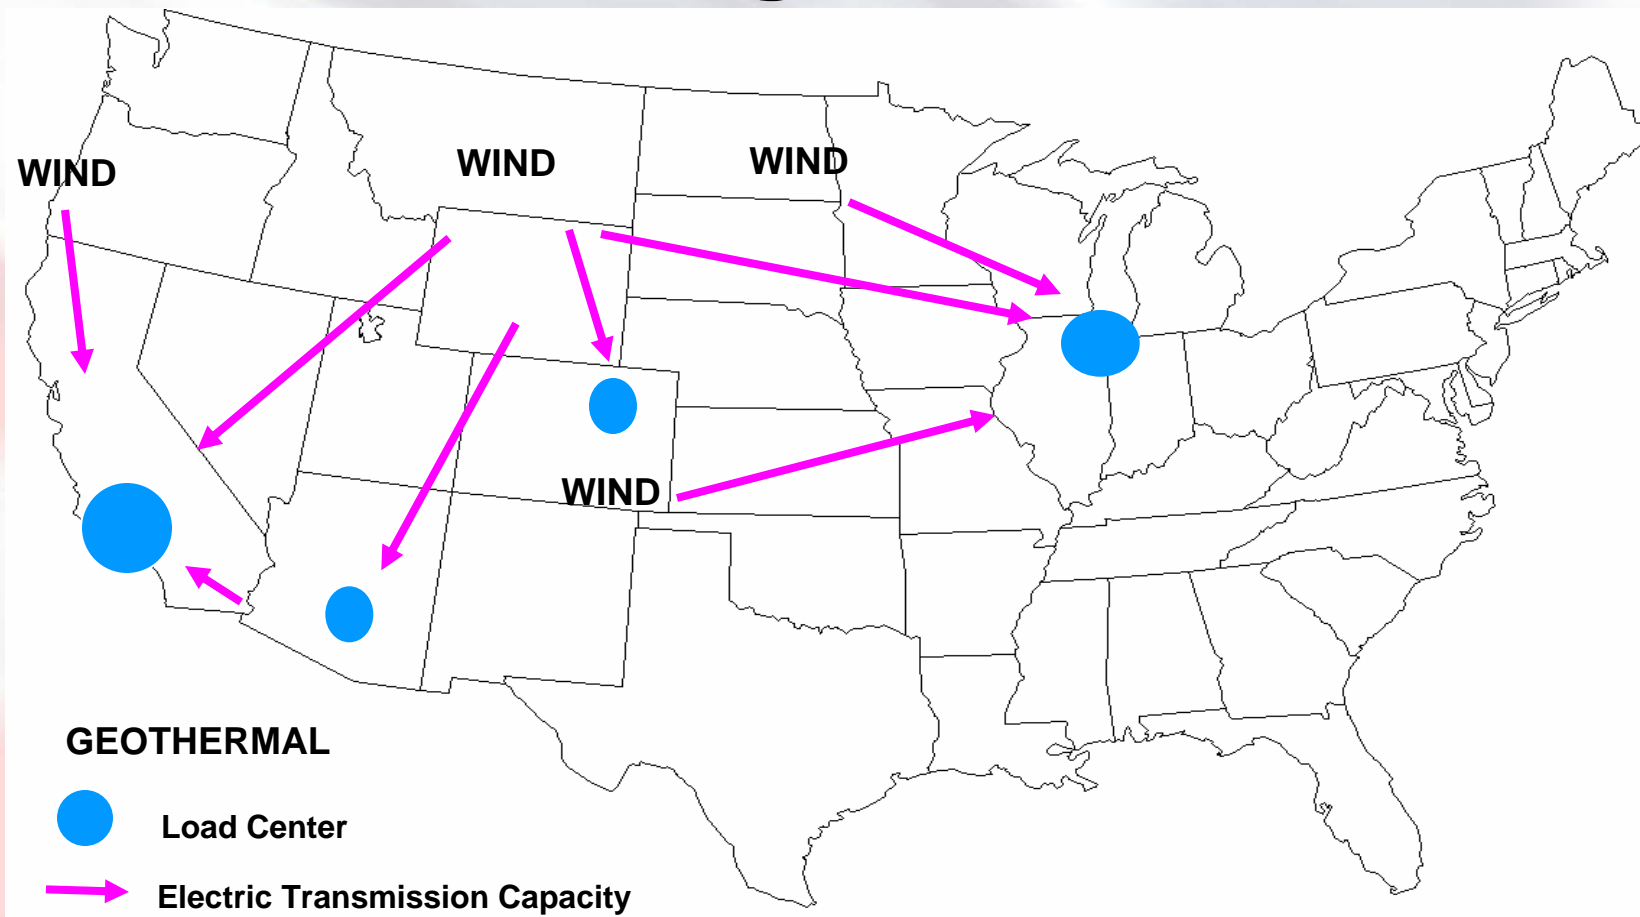 WIND
WIND
WIND
WIND
GEOTHERMAL
Load Center
Electric Transmission Capacity